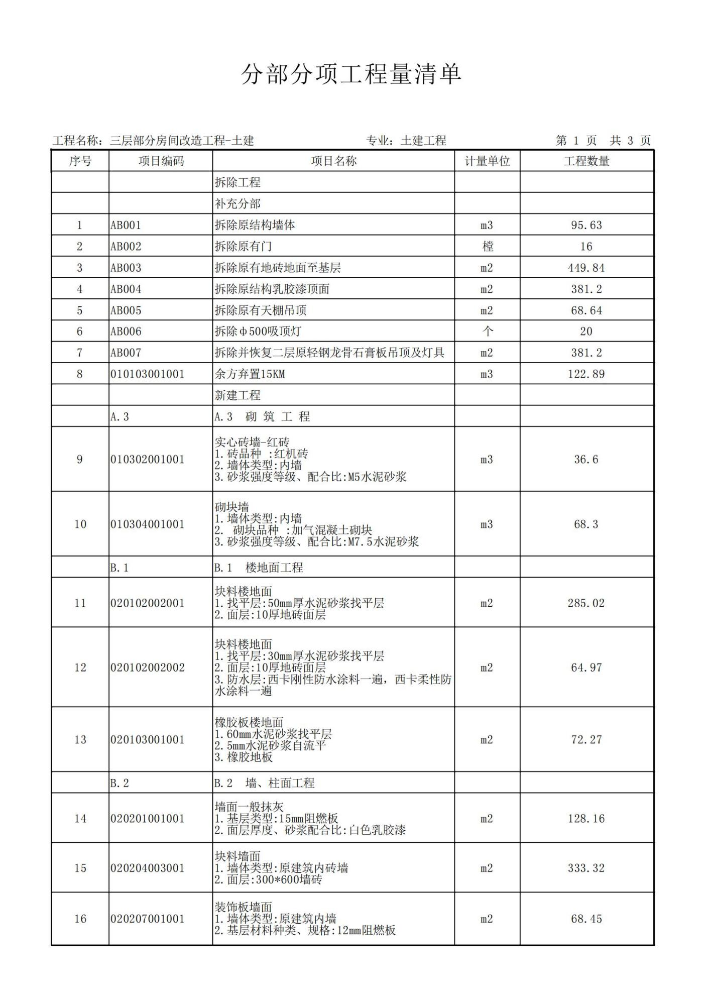 分部分项工程量清单
工程名称：三层部分房间改造工程-土建 专业：土建工程 第 1 页 共 3 页
序号 项目编码 项目名称 计量单位 工程数量
拆除工程
补充分部
1 AB001 拆除原结构墙体 m3 95.63
2 AB002 拆除原有门 樘 16
3 AB003 拆除原有地砖地面至基层 m2 449.84
4 AB004 拆除原结构乳胶漆顶面 m2 381.2
5 AB005 拆除原有天棚吊顶 m2 68.64
6 AB006 拆除φ500吸顶灯 个 20
7 AB007 拆除并恢复二层原轻钢龙骨石膏板吊顶及灯具 m2 381.2
8 010103001001 余方弃置15KM m3 122.89
新建工程
A.3 A.3 砌 筑 工 程
9 010302001001 实心砖墙-红砖 m3 36.6
1.砖品种 :红机砖
2.墙体类型:内墙
3.砂浆强度等级、配合比:M5水泥砂浆
10 010304001001 砌块墙 m3 68.3
1.墙体类型:内墙
2. 砌块品种 :加气混凝土砌块
3.砂浆强度等级、配合比:M7.5水泥砂浆
B.1 B.1 楼地面工程
11 020102002001 块料楼地面 m2 285.02
1.找平层:50mm厚水泥砂浆找平层
2.面层:10厚地砖面层
12 020102002002 块料楼地面 m2 64.97
1.找平层:30mm厚水泥砂浆找平层
2.面层:10厚地砖面层
3.防水层:西卡刚性防水涂料一遍，西卡柔性防
水涂料一遍
13 020103001001 橡胶板楼地面 m2 72.27
1.60mm水泥砂浆找平层
2.5mm水泥砂浆自流平
3.橡胶地板
B.2 B.2 墙、柱面工程
14 020201001001 墙面一般抹灰 m2 128.16
1.基层类型:15mm阻燃板
2.面层厚度、砂浆配合比:白色乳胶漆
15 020204003001 块料墙面 m2 333.32
1.墙体类型:原建筑内砖墙
2.面层:300*600墙砖
16 020207001001 装饰板墙面 m2 68.45
1.墙体类型:原建筑内墙
2.基层材料种类、规格:12mm阻燃板